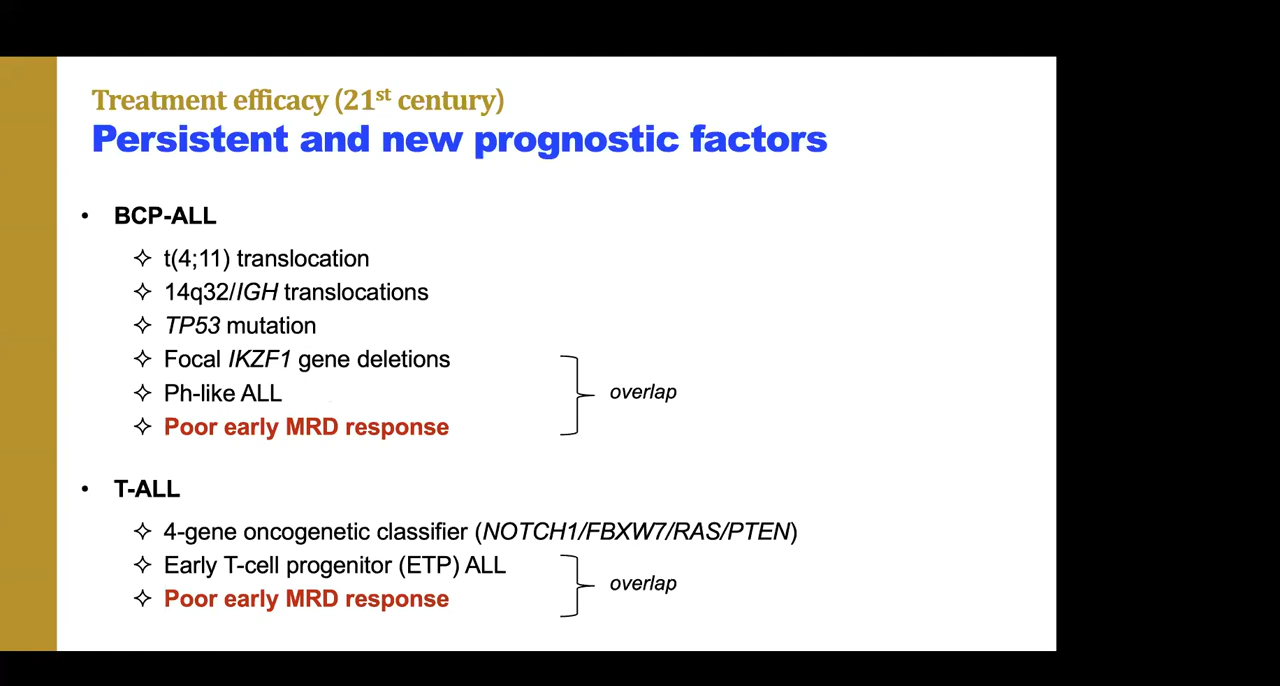 Treatment efficacy (21st century)
Persistent and new prognostic factors
• BCP-ALL
✧ t(4;11) translocation
✧ 14q32/IGH translocations
✧ TP53 mutation
✧ Focal IKZF1 gene deletions
✧ Ph-like ALL
overlap
✧ Poor early MRD response
• T-ALL
✧ 4-gene oncogenetic classifier (NOTCH1/FBXW7/RAS/PTEN)
✧ Early T-cell progenitor (ETP) ALL
overlap
✧ Poor early MRD response